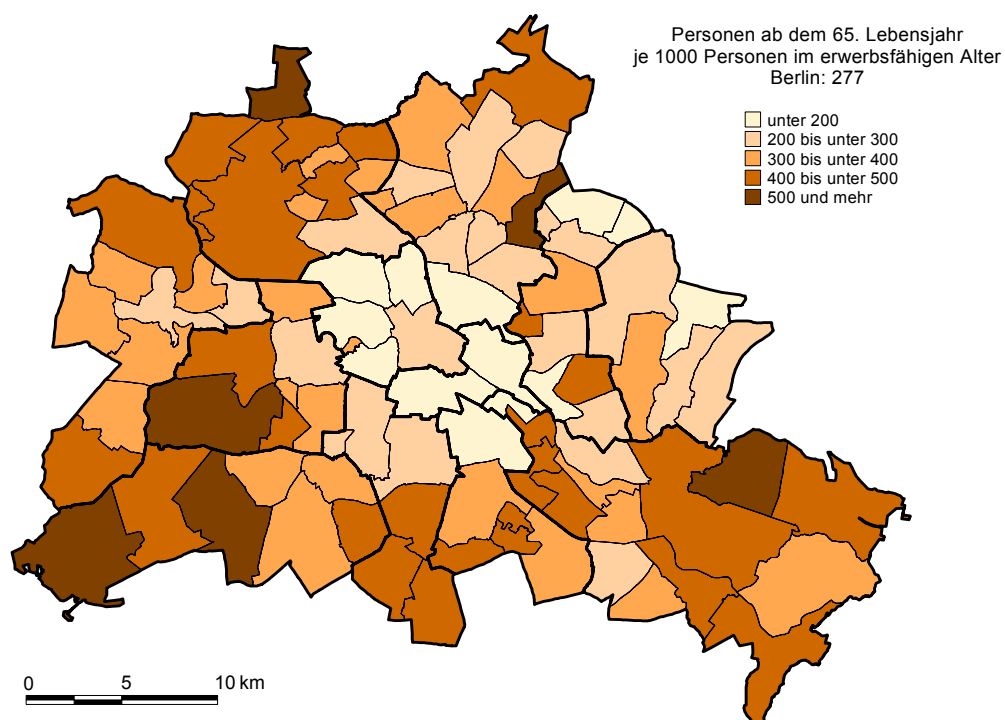 Personen ab dem 65. Lebensjahr
je 1000 Personen im erwerbsfähigen Alter
Berlin: 277
unter 200
200 bis unter 300
300 bis unter 400
400 bis unter 500
500 und mehr
0 5 10 km